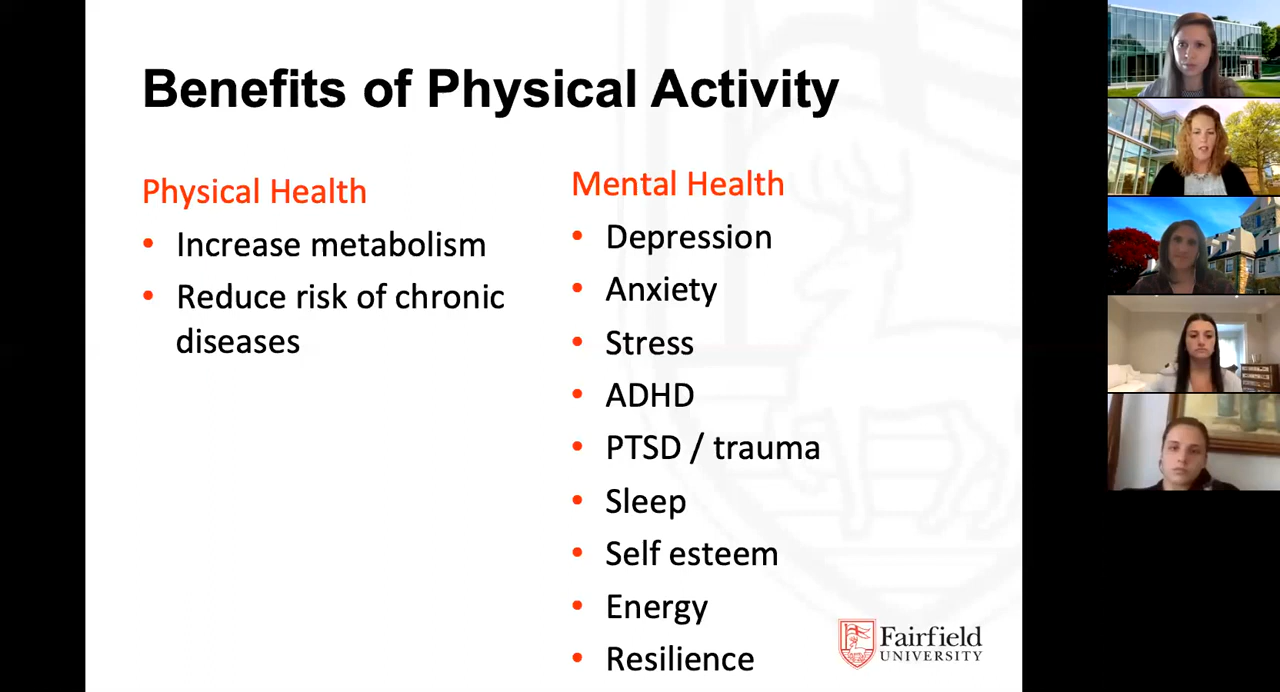 Benefits of Physical Activity
Physical Health
• Increase metabolism
• Reduce risk of chronic
diseases
Mental Health
• Depression
• Anxiety
• Stress
• ADHD
• PTSD / trauma
• Sleep
• Self esteem
• Energy
• Resilience
Fairfield
UNIVERSITY